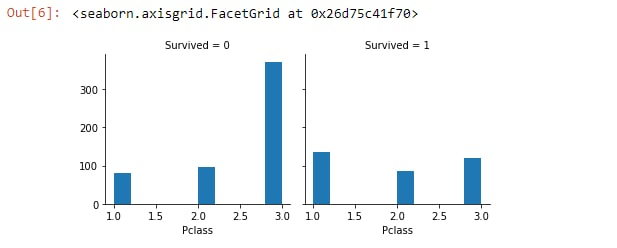 Out[6]: <seaborn.axisgrid.FacetGrid at 0x26d75c41f70>
Survived = 0
Survived = 1
300
200
100
0
1.0 1.5 2.0 2.5 3.0
1.0 1.5 2.0 2.5 3.0
Pclass
Pclass